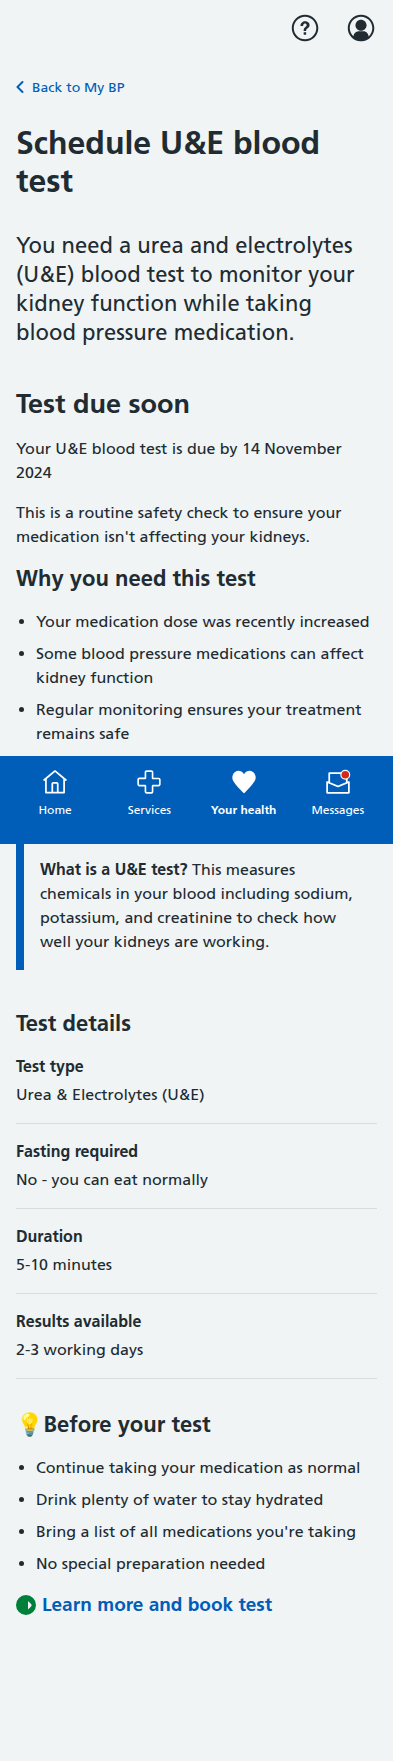 Back to My BP
Schedule U&E blood
test
You need a urea and electrolytes
(U&E) blood test to monitor your
kidney function while taking
blood pressure medication.
Test due soon
Your U&E blood test is due by 14 November
2024
This is a routine safety check to ensure your
medication isn't affecting your kidneys.
Why you need this test
• Your medication dose was recently increased
• Some blood pressure medications can affect
kidney function
• Regular monitoring ensures your treatment
remains safe
Home Services Your health Messages
What is a U&E test? This measures
chemicals in your blood including sodium,
potassium, and creatinine to check how
well your kidneys are working.
Test details
Test type
Urea & Electrolytes (U&E)
Fasting required
No - you can eat normally
Duration
5-10 minutes
Results available
2-3 working days
💡Before your test
• Continue taking your medication as normal
• Drink plenty of water to stay hydrated
• Bring a list of all medications you're taking
• No special preparation needed
Learn more and book test